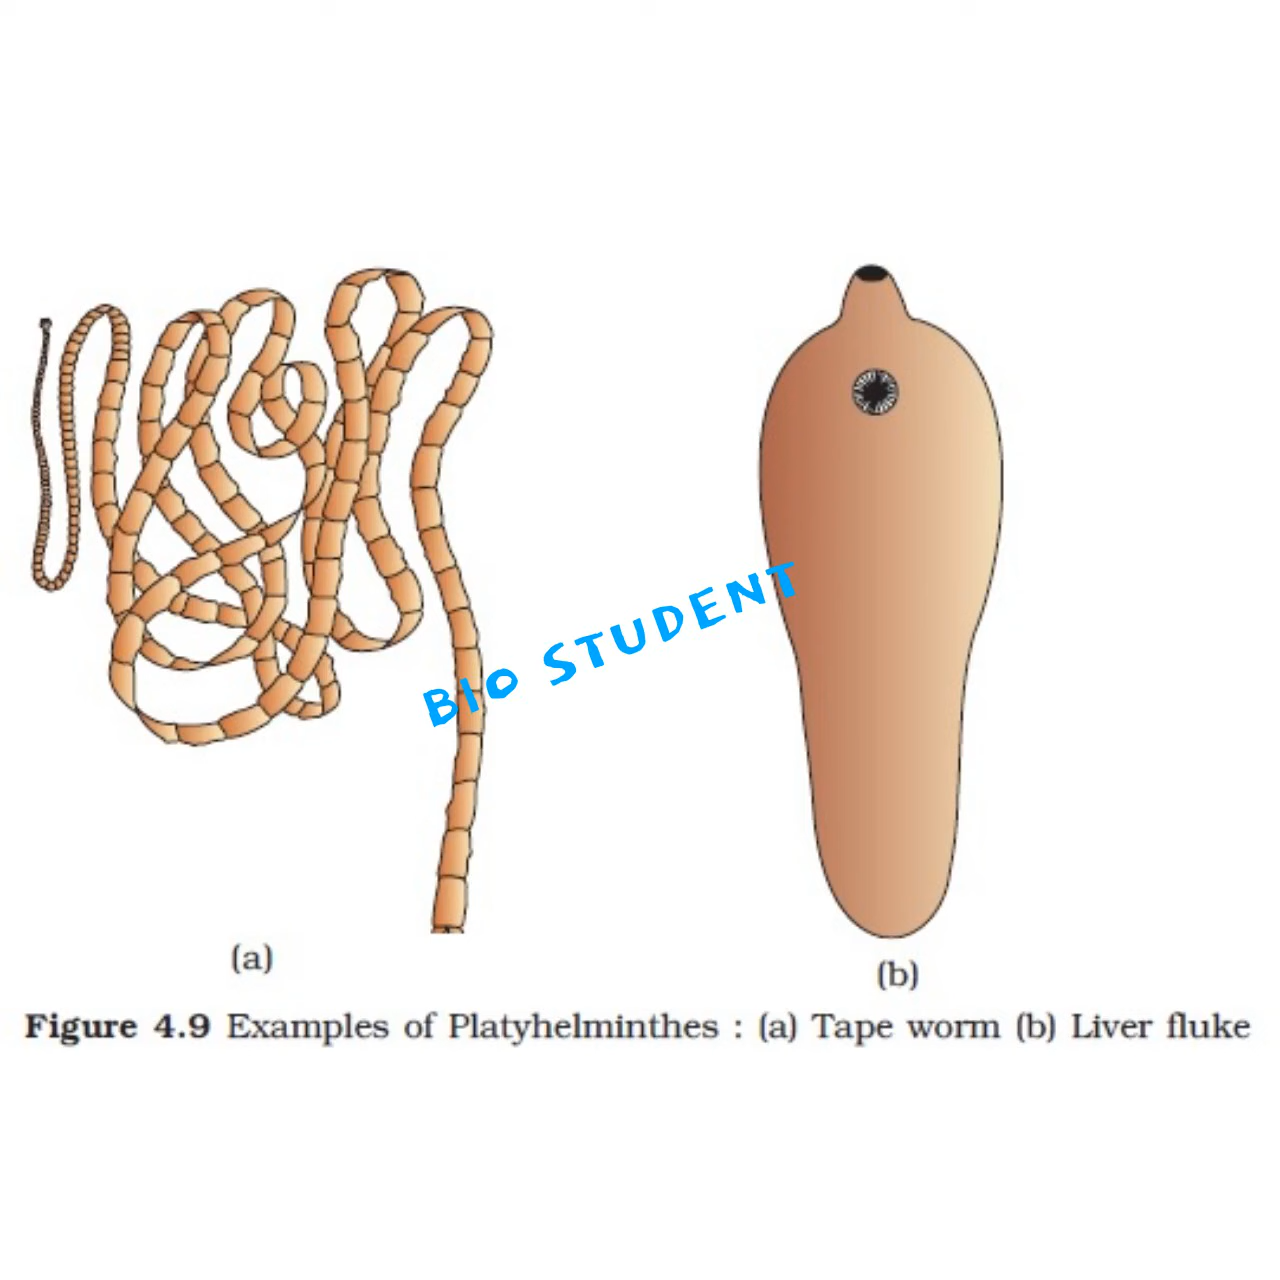 BIO STUDENT
(a)
(b)
Figure 4.9 Examples of Platyhelminthes : (a) Tape worm (b) Liver fluke